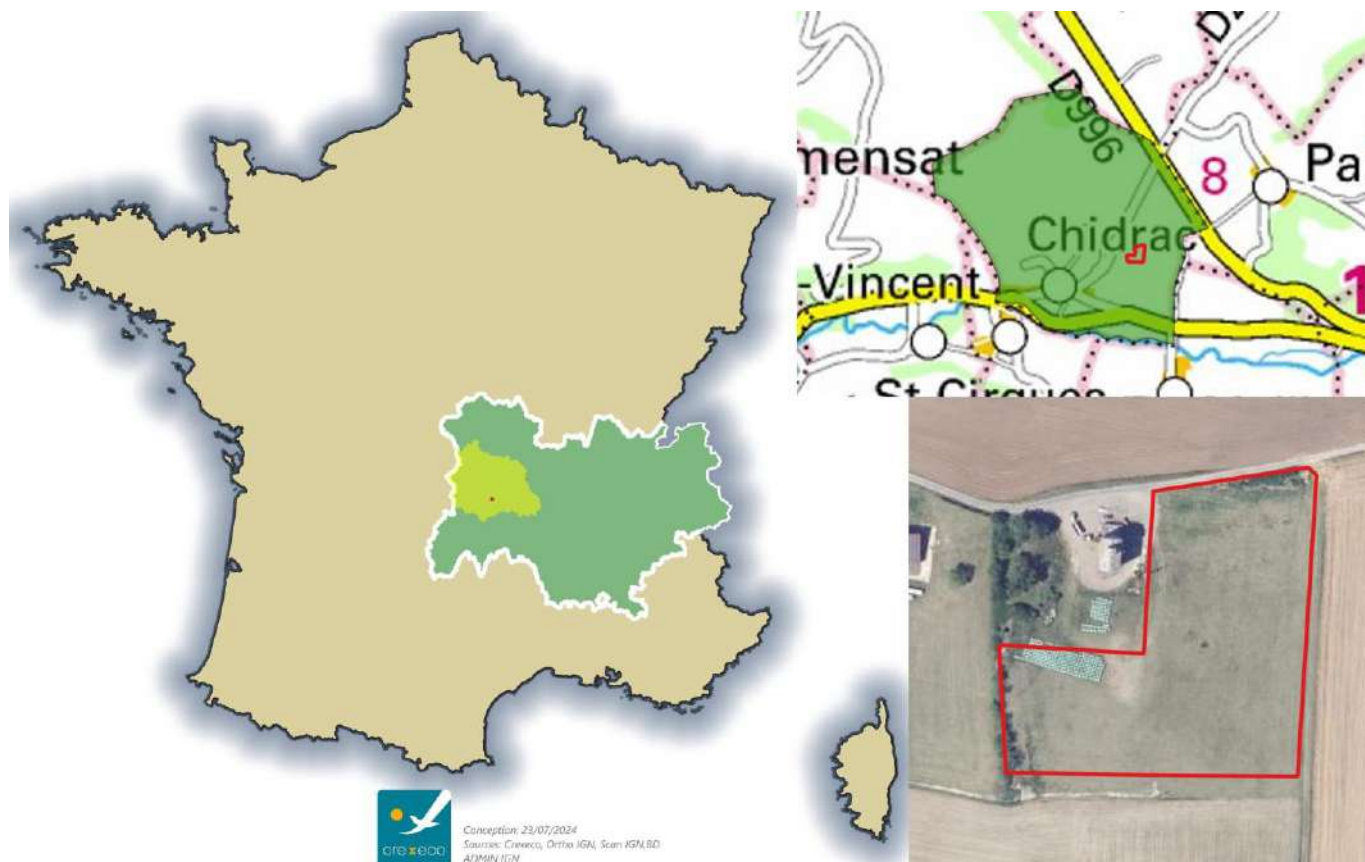 mensat
D996
8
Pa
Chidrac
-Vincent
1
St-Cirgues
crexeco
Conception: 23/07/2024
Sources: Crexeco, Ortho IGN, Scan IGN,BD
ADMIN IGN